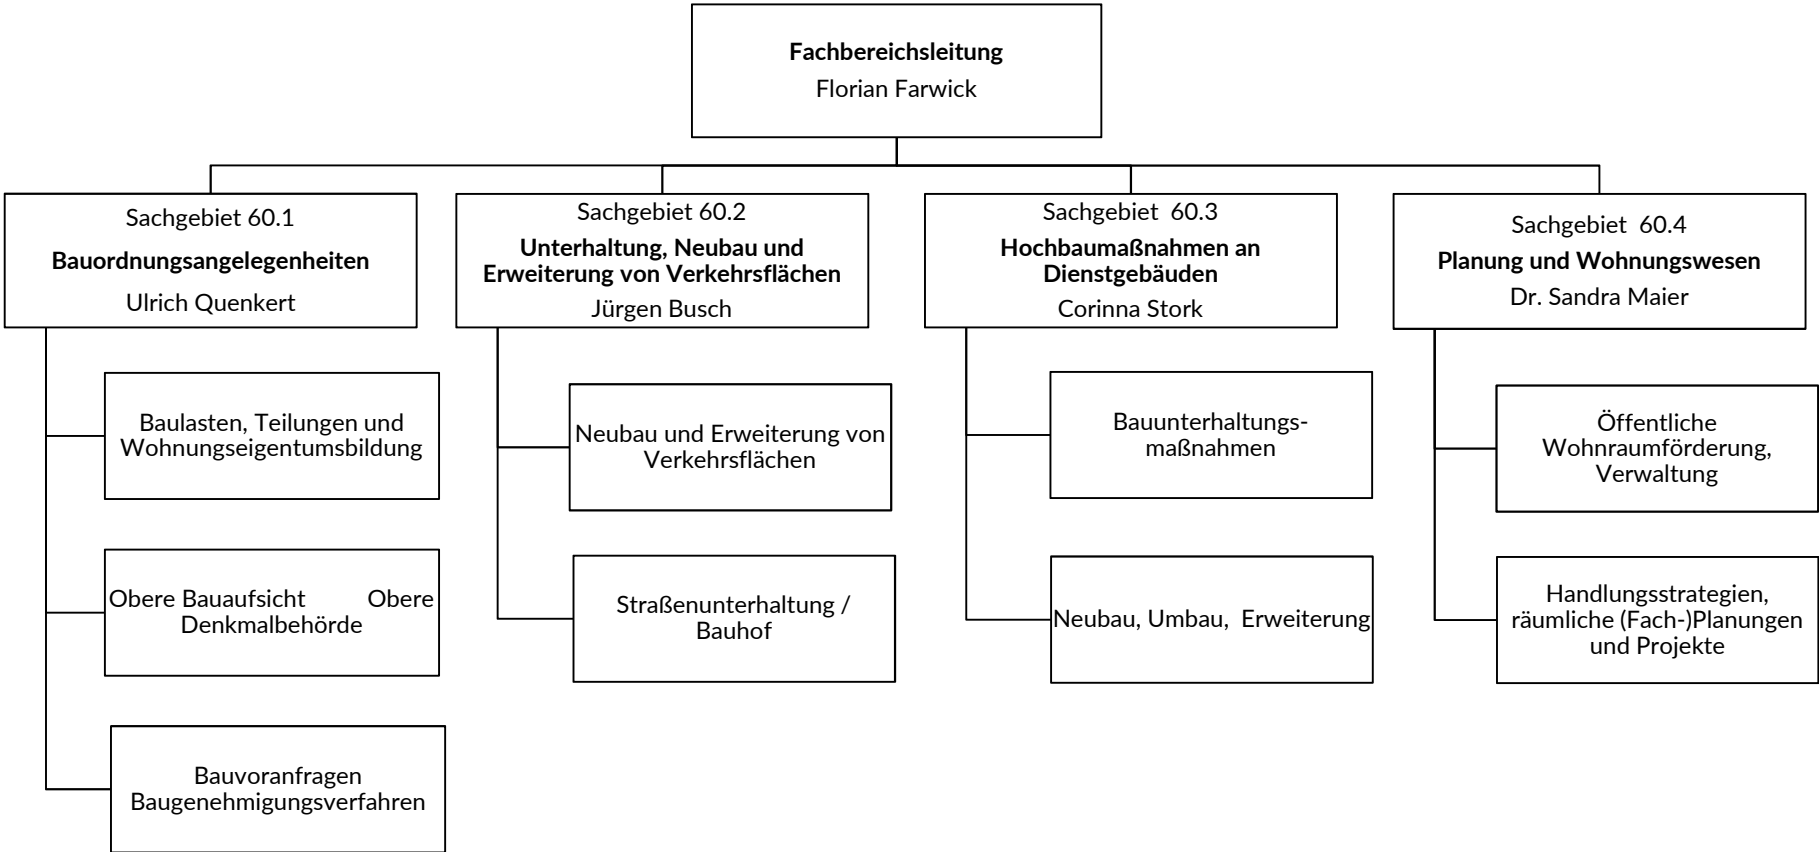 Fachbereichsleitung
Florian Farwick
Sachgebiet 60.1
Bauordnungsangelegenheiten
Ulrich Quenkert
Baulasten, Teilungen und
Wohnungseigentumsbildung
Obere Bauaufsicht Obere
Denkmalbehörde
Bauvoranfragen
Baugenehmigungsverfahren
Sachgebiet 60.2
Unterhaltung, Neubau und
Erweiterung von Verkehrsflächen
Jürgen Busch
Neubau und Erweiterung von
Verkehrsflächen
Straßenunterhaltung /
Bauhof
Sachgebiet 60.3
Hochbaumaßnahmen an
Dienstgebäuden
Corinna Stork
Bauunterhaltungs-
maßnahmen
Neubau, Umbau, Erweiterung
Sachgebiet 60.4
Planung und Wohnungswesen
Dr. Sandra Maier
Öffentliche
Wohnraumförderung,
Verwaltung
Handlungsstrategien,
räumliche (Fach-)Planungen
und Projekte